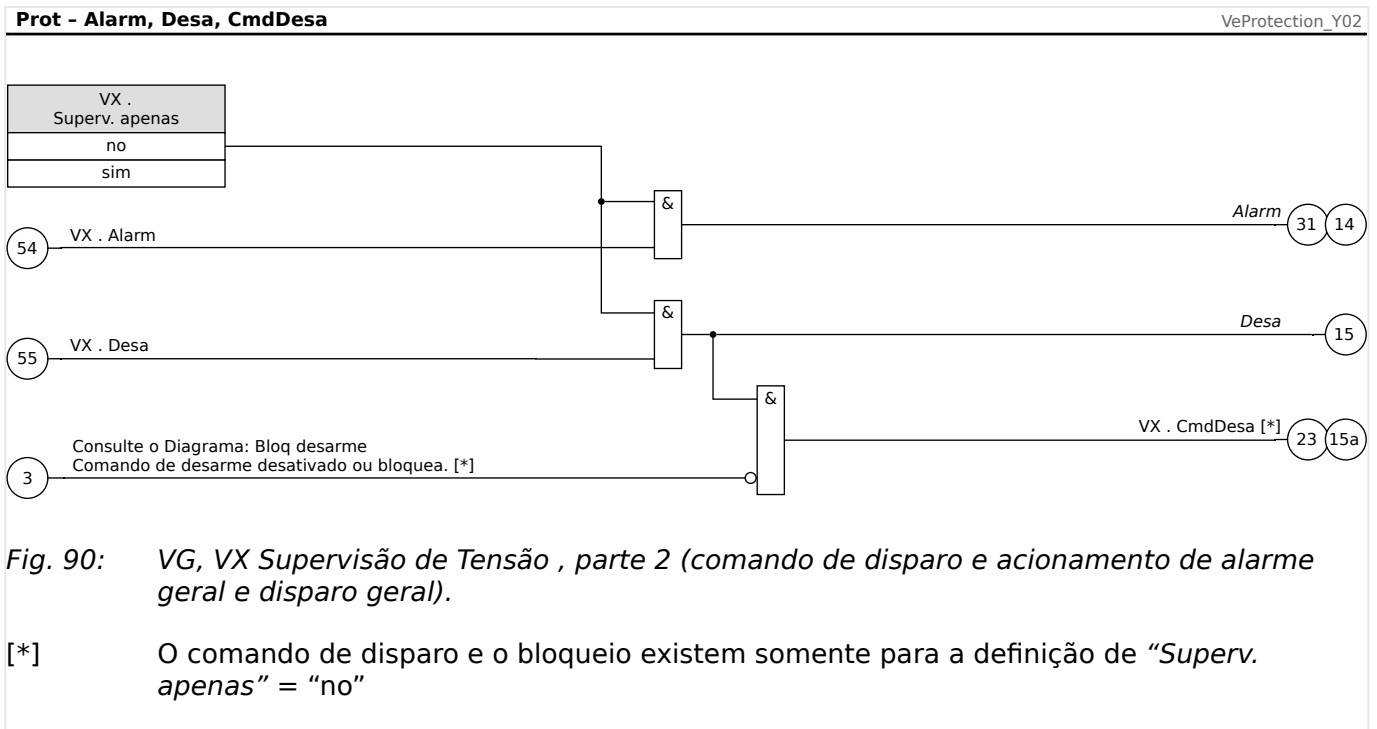 Prot – Alarm, Desa, CmdDesa
VeProtection_Y02
VX .
Superv. apenas
no
sim
&
Alarm
31
14
54
VX . Alarm
&
Desa
15
55
VX . Desa
&
VX . CmdDesa [*]
23
15a
Consulte o Diagrama: Bloq desarme
Comando de desarme desativado ou bloquea. [*]
3
Fig. 90: VG, VX Supervisão de Tensão , parte 2 (comando de disparo e acionamento de alarme
geral e disparo geral).
[*] O comando de disparo e o bloqueio existem somente para a definição de “Superv.
apenas” = “no”